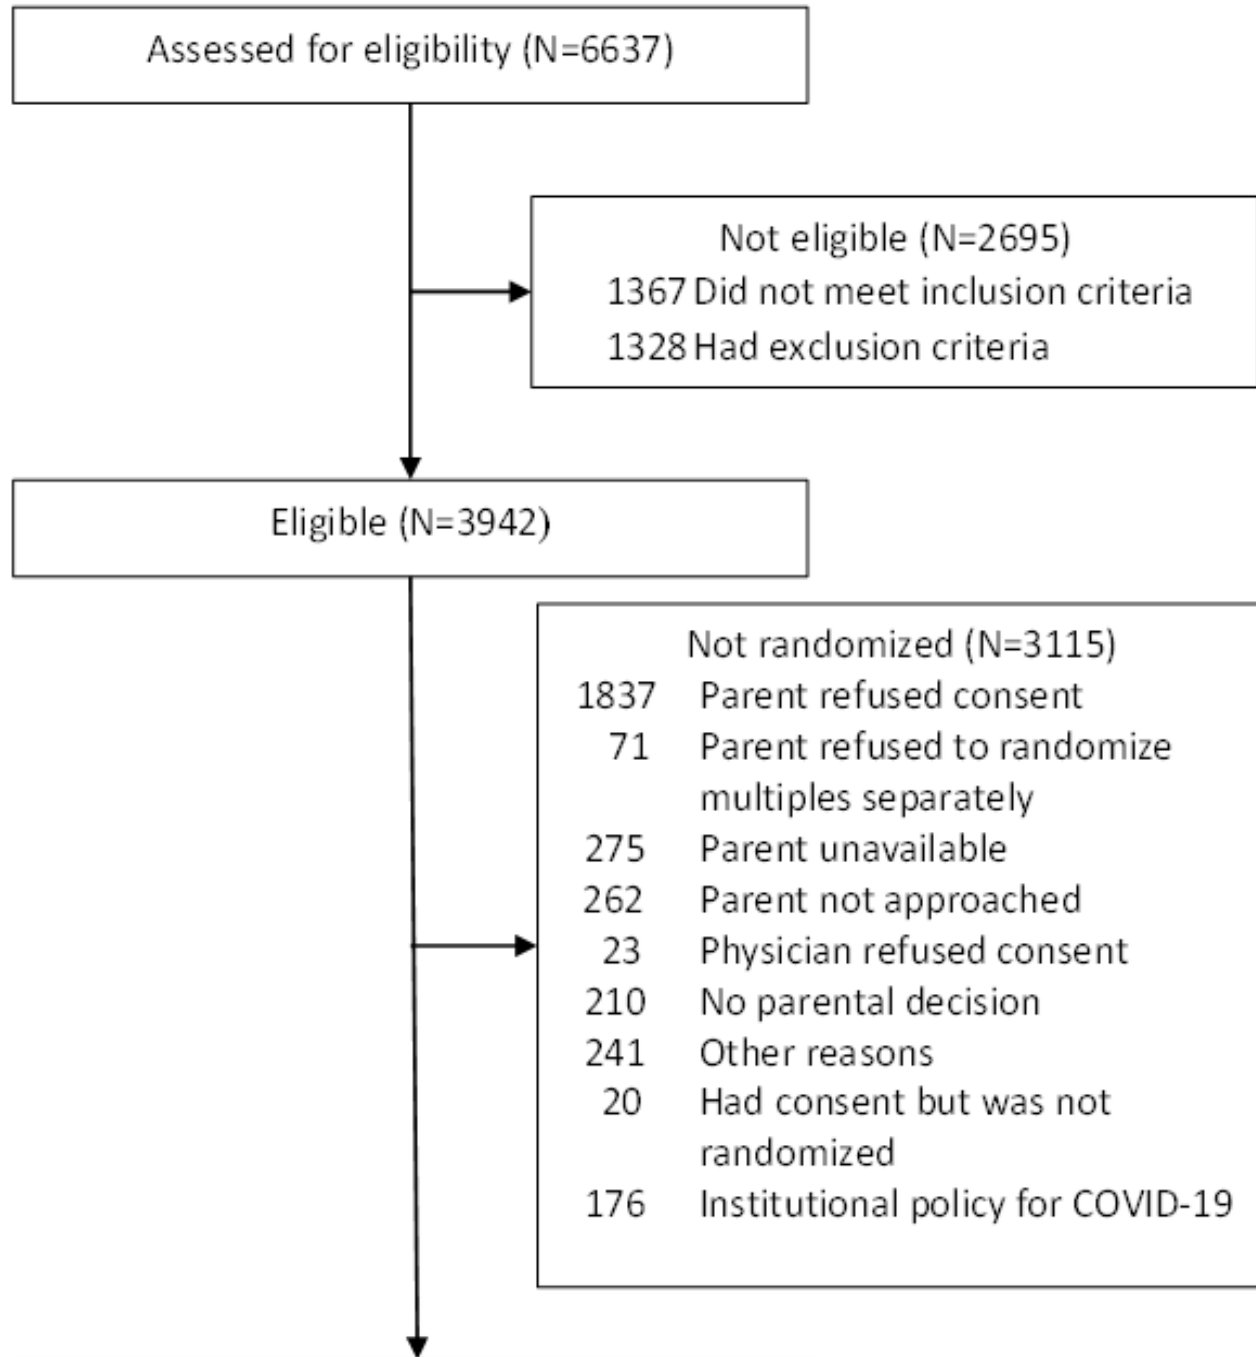 Assessed for eligibility (N=6637)
Not eligible (N=2695)
1367 Did not meet inclusion criteria
1328 Had exclusion criteria
Eligible (N=3942)
Not randomized (N=3115)
1837 Parent refused consent
71 Parent refused to randomize
multiples separately
275 Parent unavailable
262 Parent not approached
23 Physician refused consent
210 No parental decision
241 Other reasons
20 Had consent but was not
randomized
176 Institutional policy for COVID-19